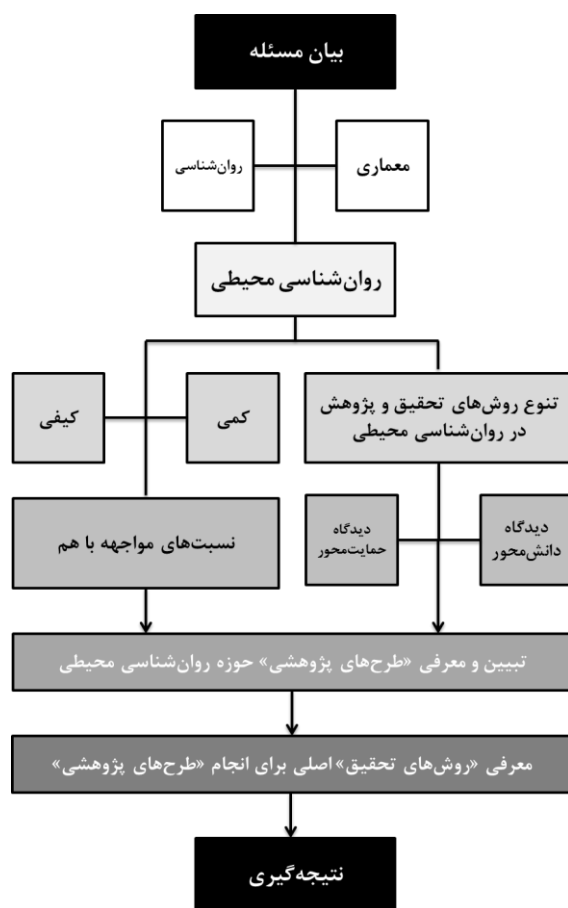 بیان مسئله
معماری
روان‌شناسی
روان‌شناسی محیطی
تنوع روش‌های تحقیق و پژوهش
در روان‌شناسی محیطی
کمی
کیفی
دیدگاه
دانش‌محور
دیدگاه
حمایت‌محور
نسبت‌های مواجهه با هم
تبیین و معرفی «طرح‌های پژوهشی» حوزه روان‌شناسی محیطی
معرفی «روش‌های تحقیق» اصلی برای انجام «طرح‌های پژوهشی»
نتیجه‌گیری